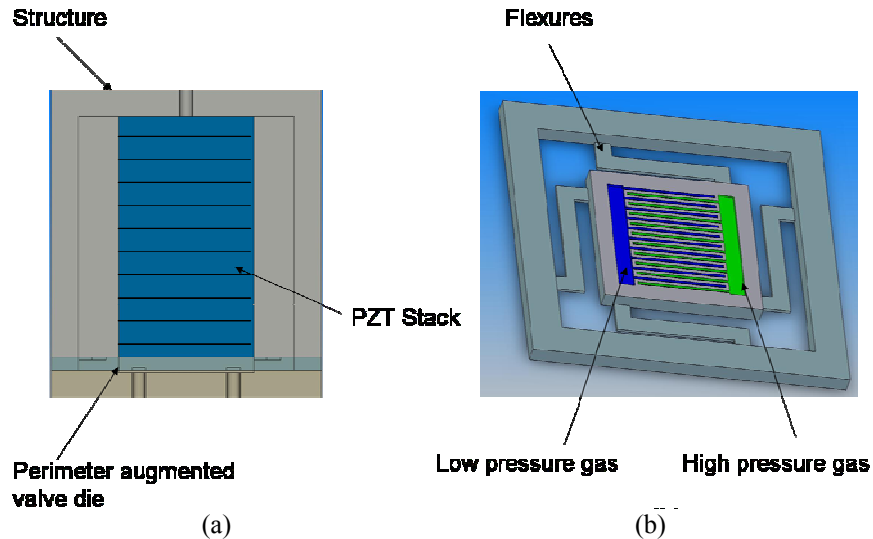 Structure
Flexures
PZT Stack
Low pressure gas
High pressure gas
Perimeter augmented
valve die
(a)
(b)